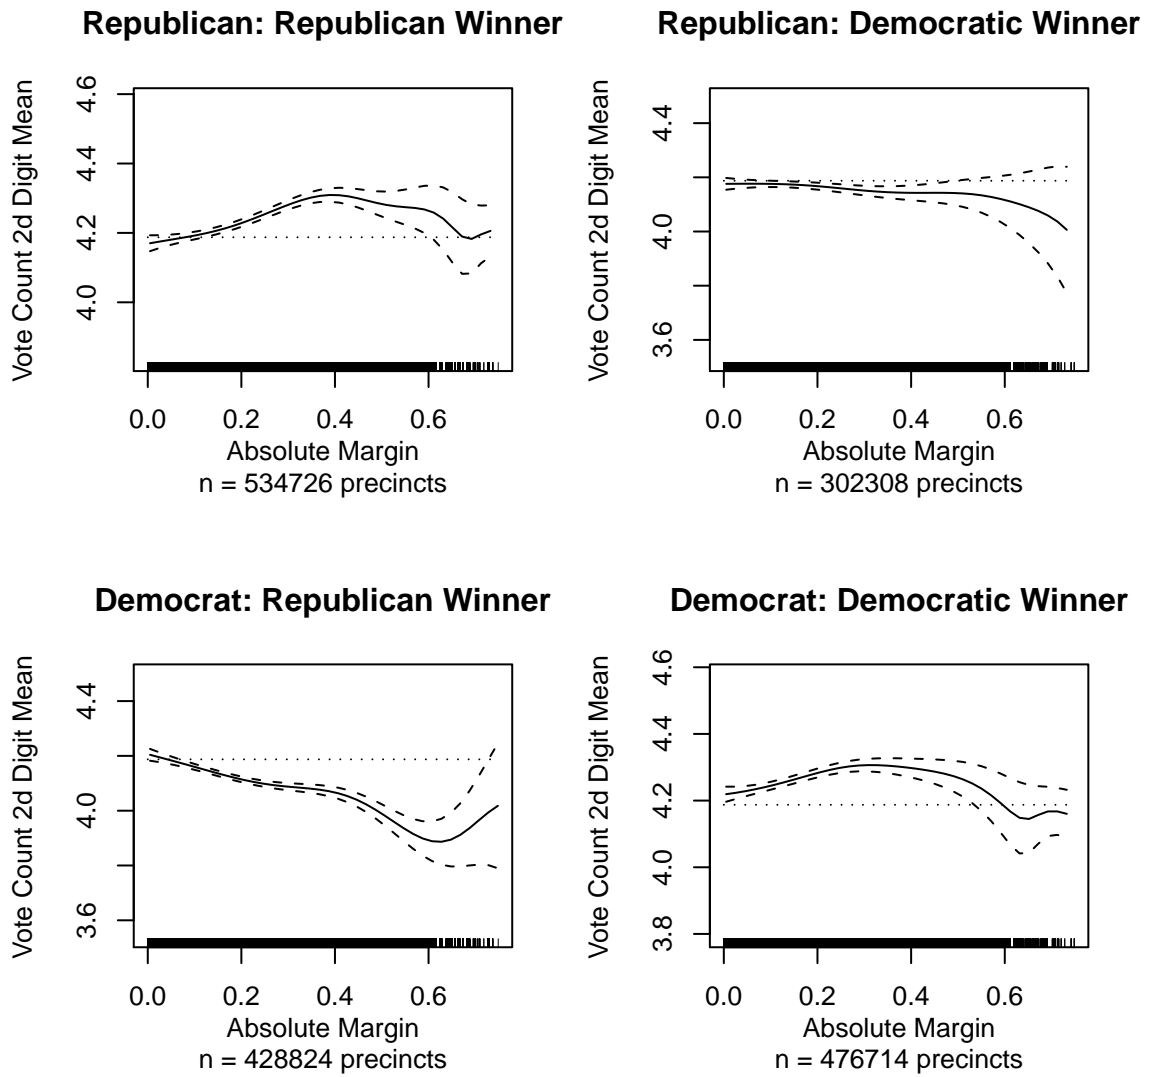 Republican: Republican Winner
Vote Count 2d Digit Mean
4.6
4.4
4.2
4.0
0.0 0.2 0.4 0.6
Absolute Margin
n = 534726 precincts
Republican: Democratic Winner
Vote Count 2d Digit Mean
4.4
4.0
3.6
0.0 0.2 0.4 0.6
Absolute Margin
n = 302308 precincts
Democrat: Republican Winner
Vote Count 2d Digit Mean
4.4
4.0
3.6
0.0 0.2 0.4 0.6
Absolute Margin
n = 428824 precincts
Democrat: Democratic Winner
Vote Count 2d Digit Mean
4.6
4.4
4.2
4.0
3.8
0.0 0.2 0.4 0.6
Absolute Margin
n = 476714 precincts